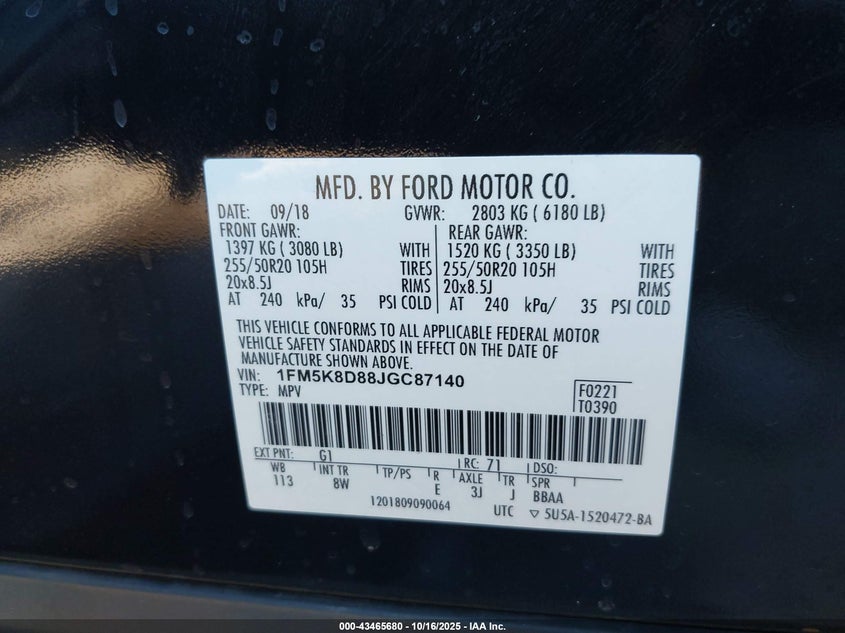 MFD. BY FORD MOTOR CO.
DATE: 09/18 GVWR: 2803 KG ( 6180 LB)
FRONT GAWR: REAR GAWR:
1397 KG ( 3080 LB) WITH 1520 KG ( 3350 LB) WITH
255/50R20 105H TIRES 255/50R20 105H TIRES
20x8.5J RIMS 20x8.5J RIMS
AT 240 kPa/ 35 PSI COLD AT 240 kPa/ 35 PSI COLD
THIS VEHICLE CONFORMS TO ALL APPLICABLE FEDERAL MOTOR
VEHICLE SAFETY STANDARDS IN EFFECT ON THE DATE OF
MANUFACTURE SHOWN ABOVE.
VIN: 1FM5K8D88JGC87140 F0221
TYPE: MPV T0390
EXT PNT: G1 RC: 71 DSO:
WB INT TR TP/PS R AXLE TR SPR
113 8W E 3J J BBAA
1201809090064 UTC ▽ 5U5A-1520472-BA
000-43465680 - 10/16/2025 - IAA Inc.